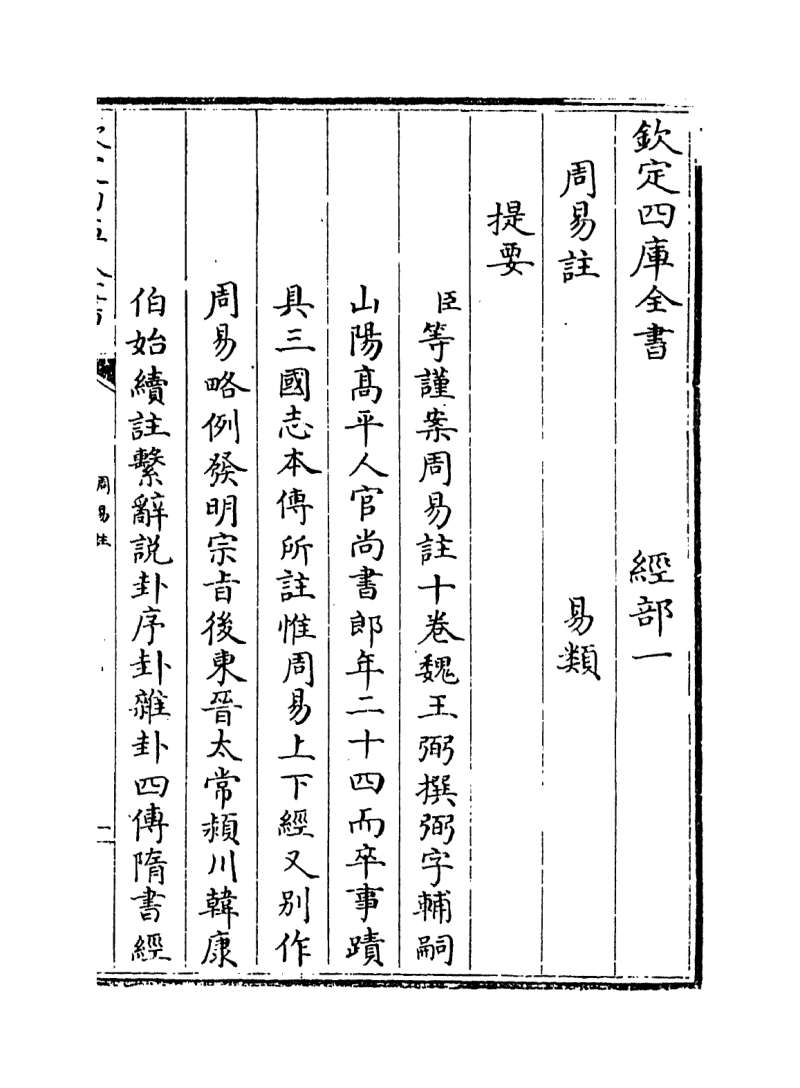 欽定四庫全書　經部一
周易註　易類
提要
臣等謹案周易註十卷魏王弼撰弼字輔嗣
山陽高平人官尚書郎年二十四而卒事蹟
具三國志本傳所註惟周易上下經又別作
周易略例發明宗旨後東晉太常潁川韓康
伯始續註繫辭説卦序卦雜卦四傳隋書經
周易註